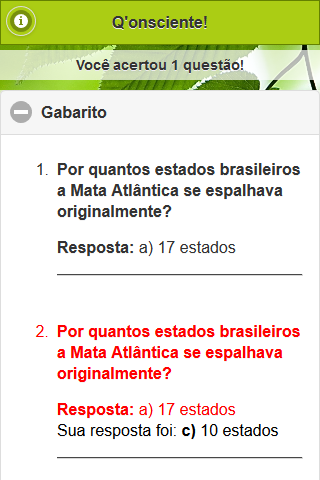 Q'onsciente!
Você acertou 1 questão!
Gabarito
1. Por quantos estados brasileiros
a Mata Atlântica se espalhava
originalmente?
Resposta: a) 17 estados
2. Por quantos estados brasileiros
a Mata Atlântica se espalhava
originalmente?
Resposta: a) 17 estados
Sua resposta foi: c) 10 estados